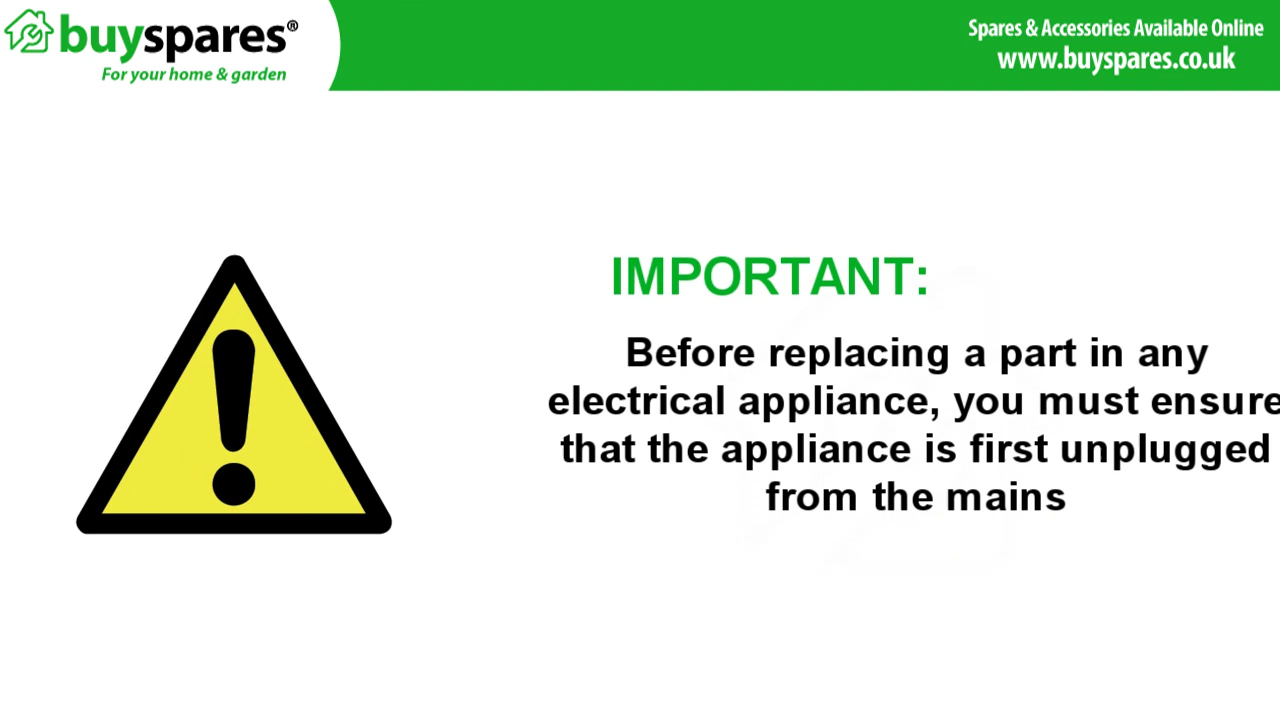 buyspares®
For your home & garden
Spares & Accessories Available Online
www.buyspares.co.uk
IMPORTANT:
Before replacing a part in any
electrical appliance, you must ensure
that the appliance is first unplugged
from the mains